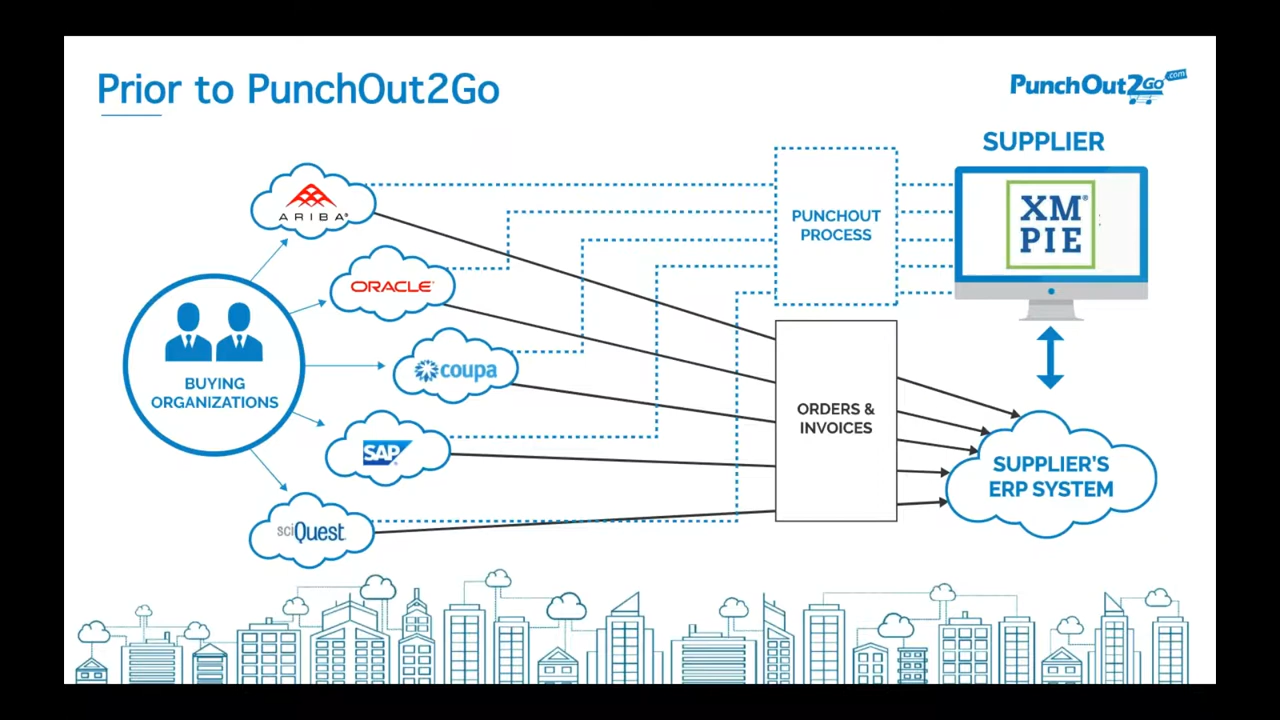 Prior to PunchOut2Go
PunchOut2Go.com
SUPPLIER
ARIBA®
PUNCHOUT
PROCESS
XM®
PIE
ORACLE®
coupa
BUYING
ORGANIZATIONS
ORDERS &
INVOICES
SAP®
SUPPLIER'S
ERP SYSTEM
sciQuest